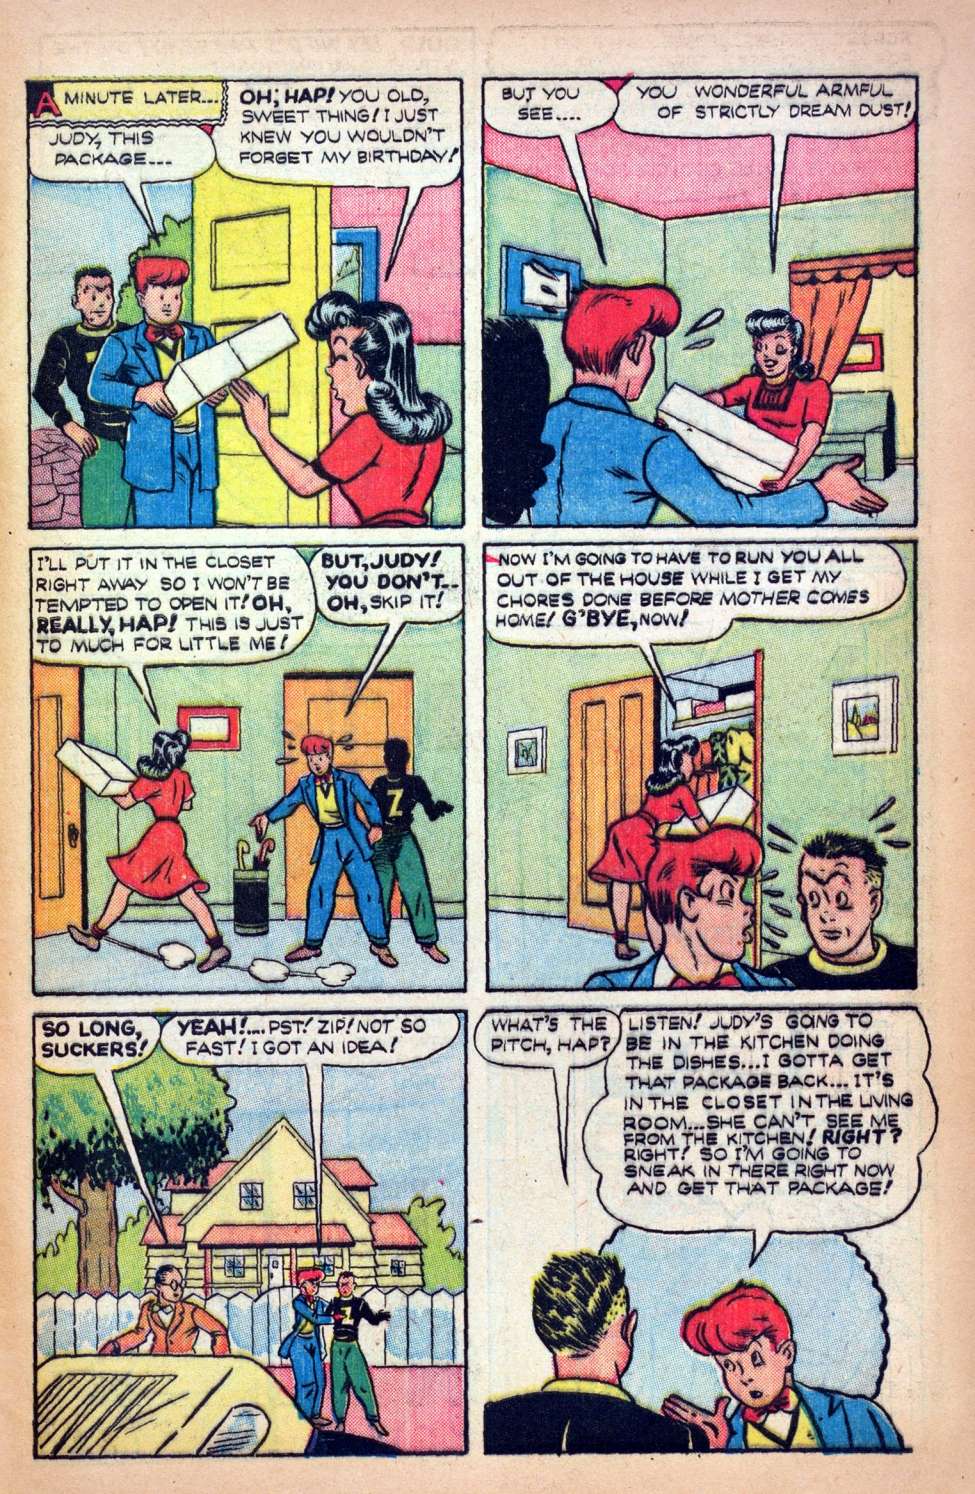 A MINUTE LATER...
JUDY, THIS
PACKAGE...
OH, HAP! YOU OLD,
SWEET THING! I JUST
KNEW YOU WOULDN'T
FORGET MY BIRTHDAY!
BUT YOU
SEE....
YOU WONDERFUL ARMFUL
OF STRICTLY DREAM DUST!
I'LL PUT IT IN THE CLOSET
RIGHT AWAY SO I WON'T BE
TEMPTED TO OPEN IT! OH,
REALLY, HAP! THIS IS JUST
TO MUCH FOR LITTLE ME!
BUT, JUDY!
YOU DON'T...
OH, SKIP IT!
Z
NOW I'M GOING TO HAVE TO RUN YOU ALL
OUT OF THE HOUSE WHILE I GET MY
CHORES DONE BEFORE MOTHER COMES
HOME! G'BYE, NOW!
SO LONG,
SUCKERS!
YEAH!.... PST! ZIP! NOT SO
FAST! I GOT AN IDEA!
WHAT'S THE
PITCH, HAP?
LISTEN! JUDY'S GOING TO
BE IN THE KITCHEN DOING
THE DISHES... I GOTTA GET
THAT PACKAGE BACK... IT'S
IN THE CLOSET IN THE LIVING
ROOM... SHE CAN'T SEE ME
FROM THE KITCHEN! RIGHT?
RIGHT! SO I'M GOING TO
SNEAK IN THERE RIGHT NOW
AND GET THAT PACKAGE!